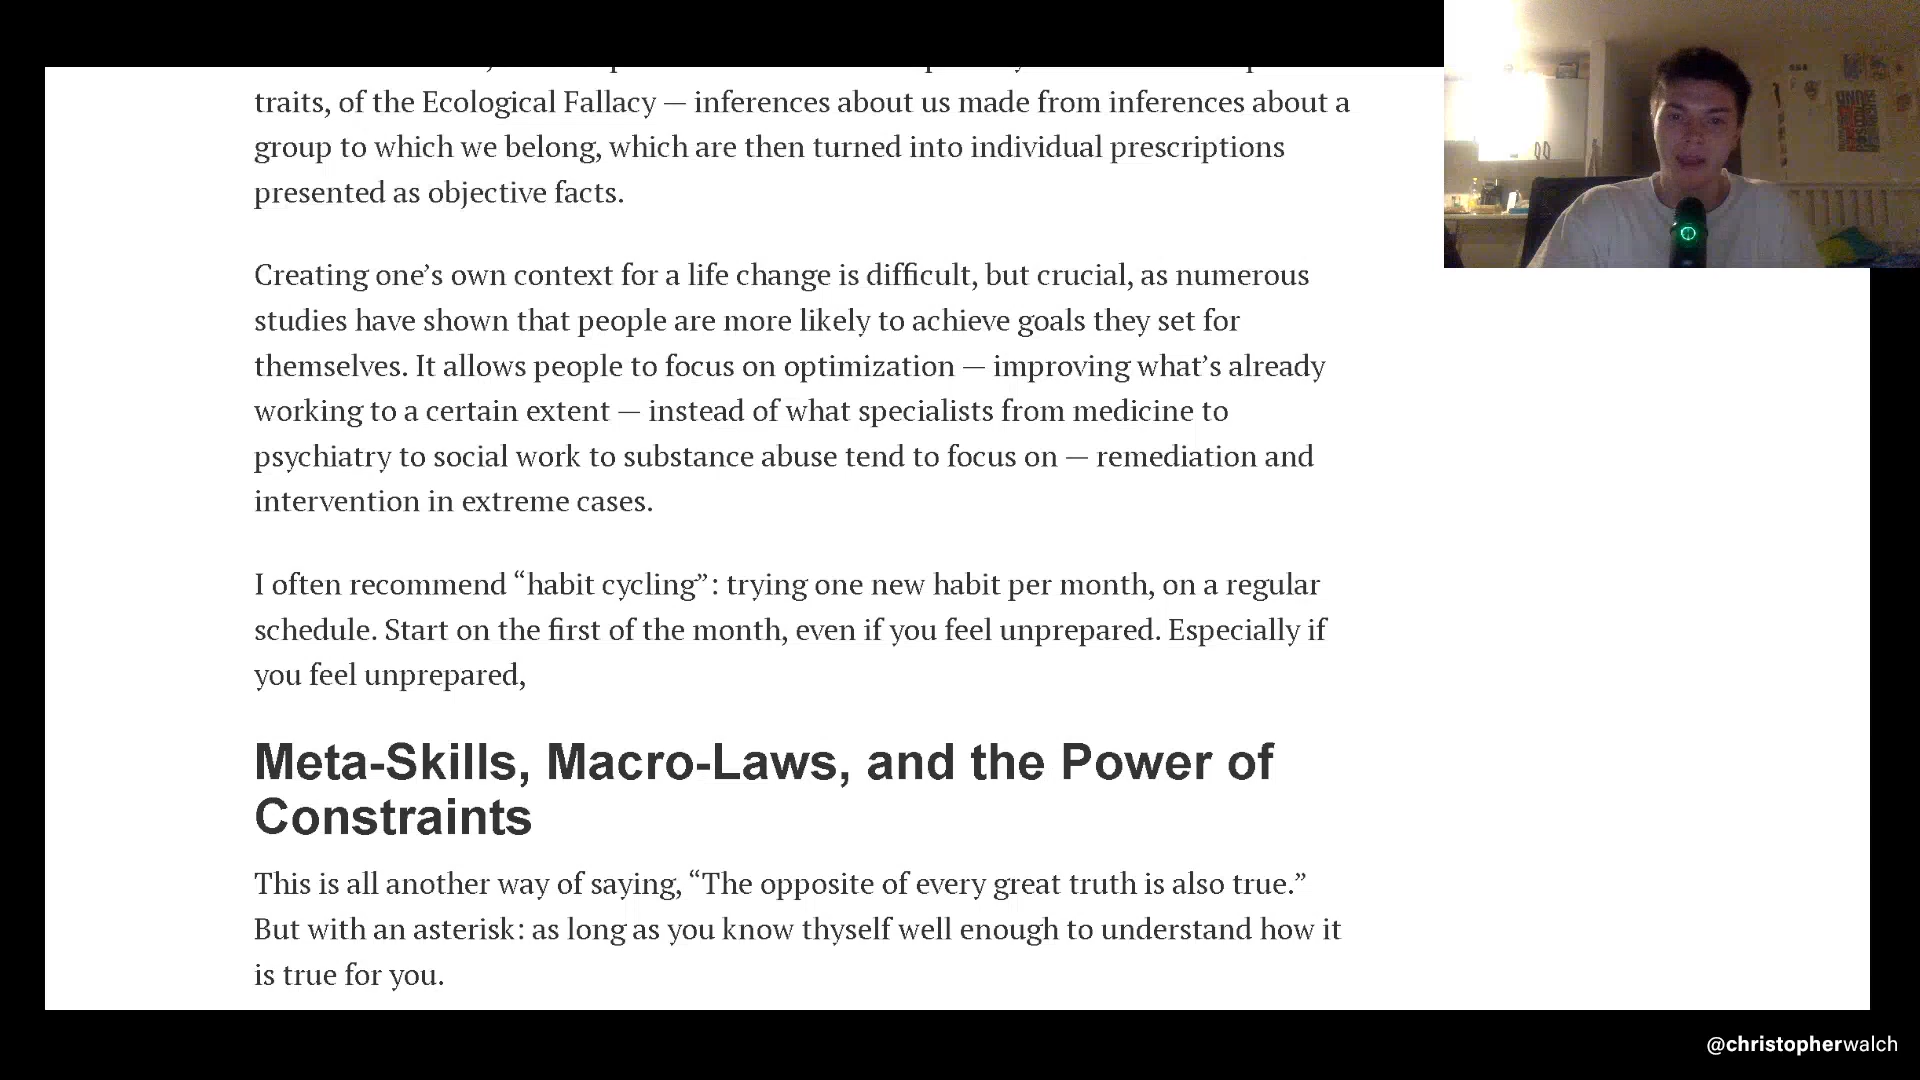 traits, of the Ecological Fallacy — inferences about us made from inferences about a
group to which we belong, which are then turned into individual prescriptions
presented as objective facts.
Creating one’s own context for a life change is difficult, but crucial, as numerous
studies have shown that people are more likely to achieve goals they set for
themselves. It allows people to focus on optimization — improving what’s already
working to a certain extent — instead of what specialists from medicine to
psychiatry to social work to substance abuse tend to focus on — remediation and
intervention in extreme cases.
I often recommend “habit cycling”: trying one new habit per month, on a regular
schedule. Start on the first of the month, even if you feel unprepared. Especially if
you feel unprepared,
Meta-Skills, Macro-Laws, and the Power of
Constraints
This is all another way of saying, “The opposite of every great truth is also true.”
But with an asterisk: as long as you know thyself well enough to understand how it
is true for you.
@christopherwalch